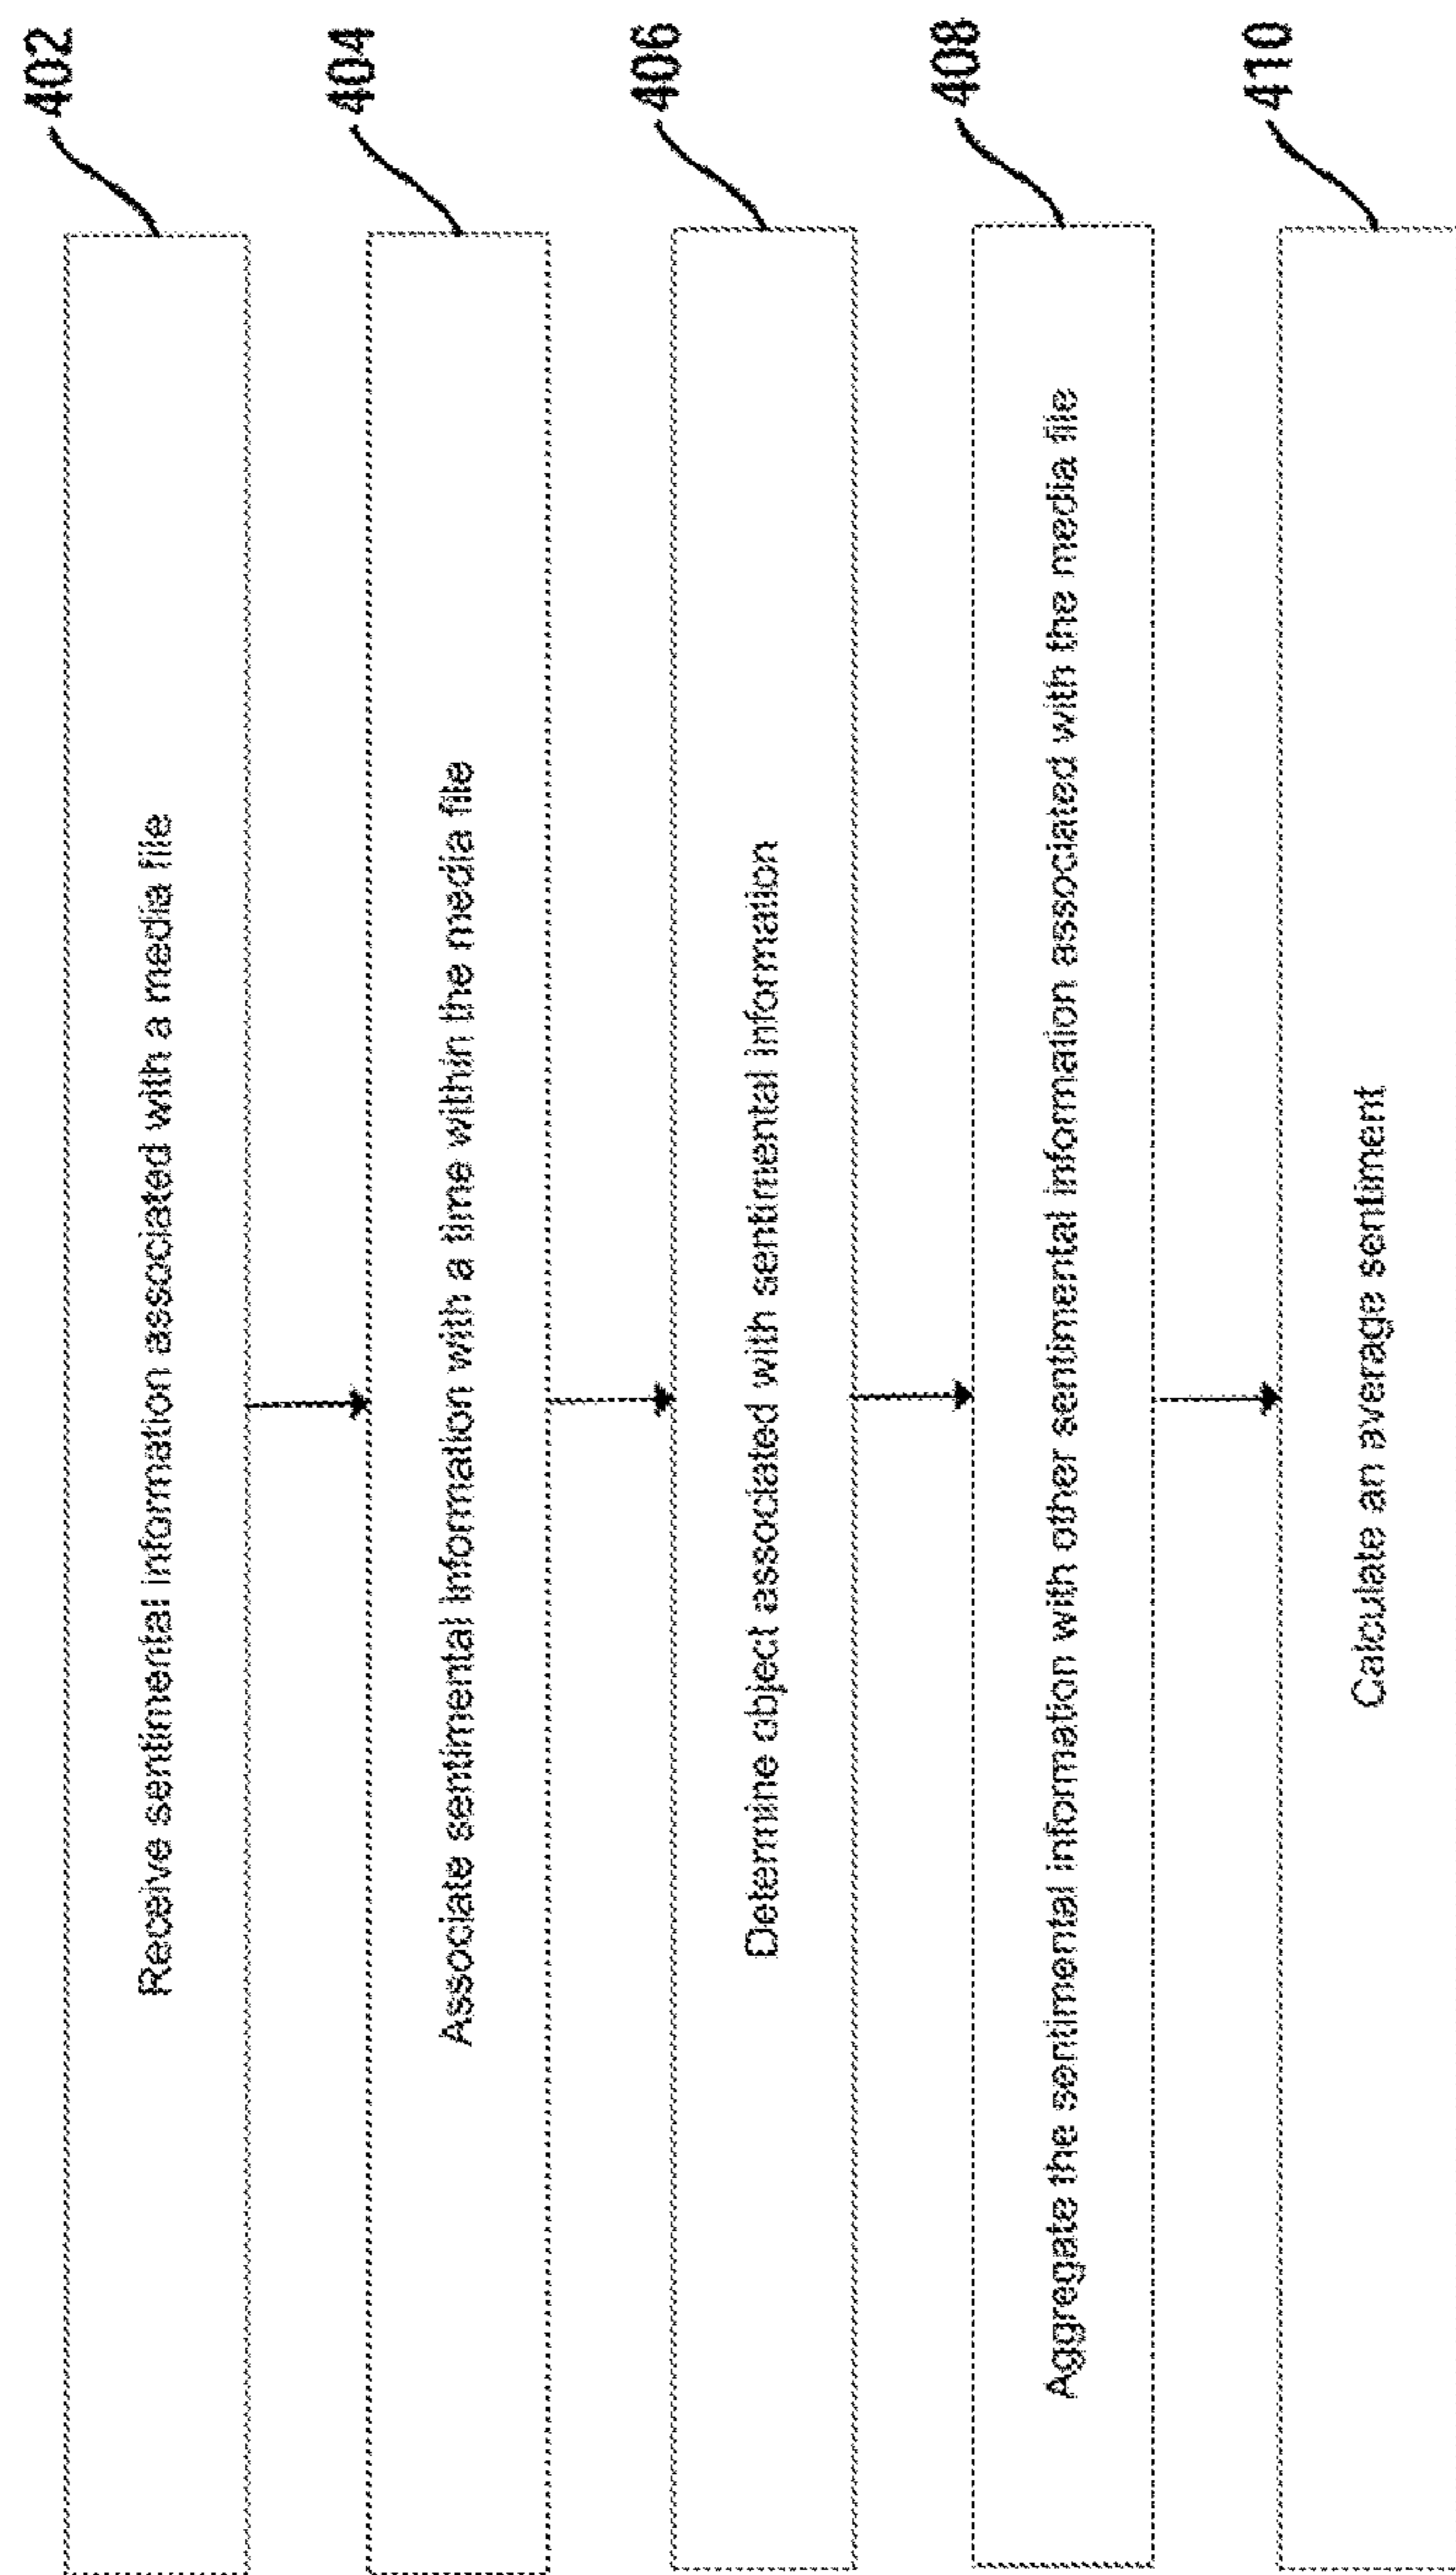 402
Receive sentimental information associated with a media file
404
Associate sentimental information with a time within the media file
406
Determine object associated with sentimental information
408
Aggregate the sentimental information with other sentimental information associated with the media file
410
Calculate an average sentiment